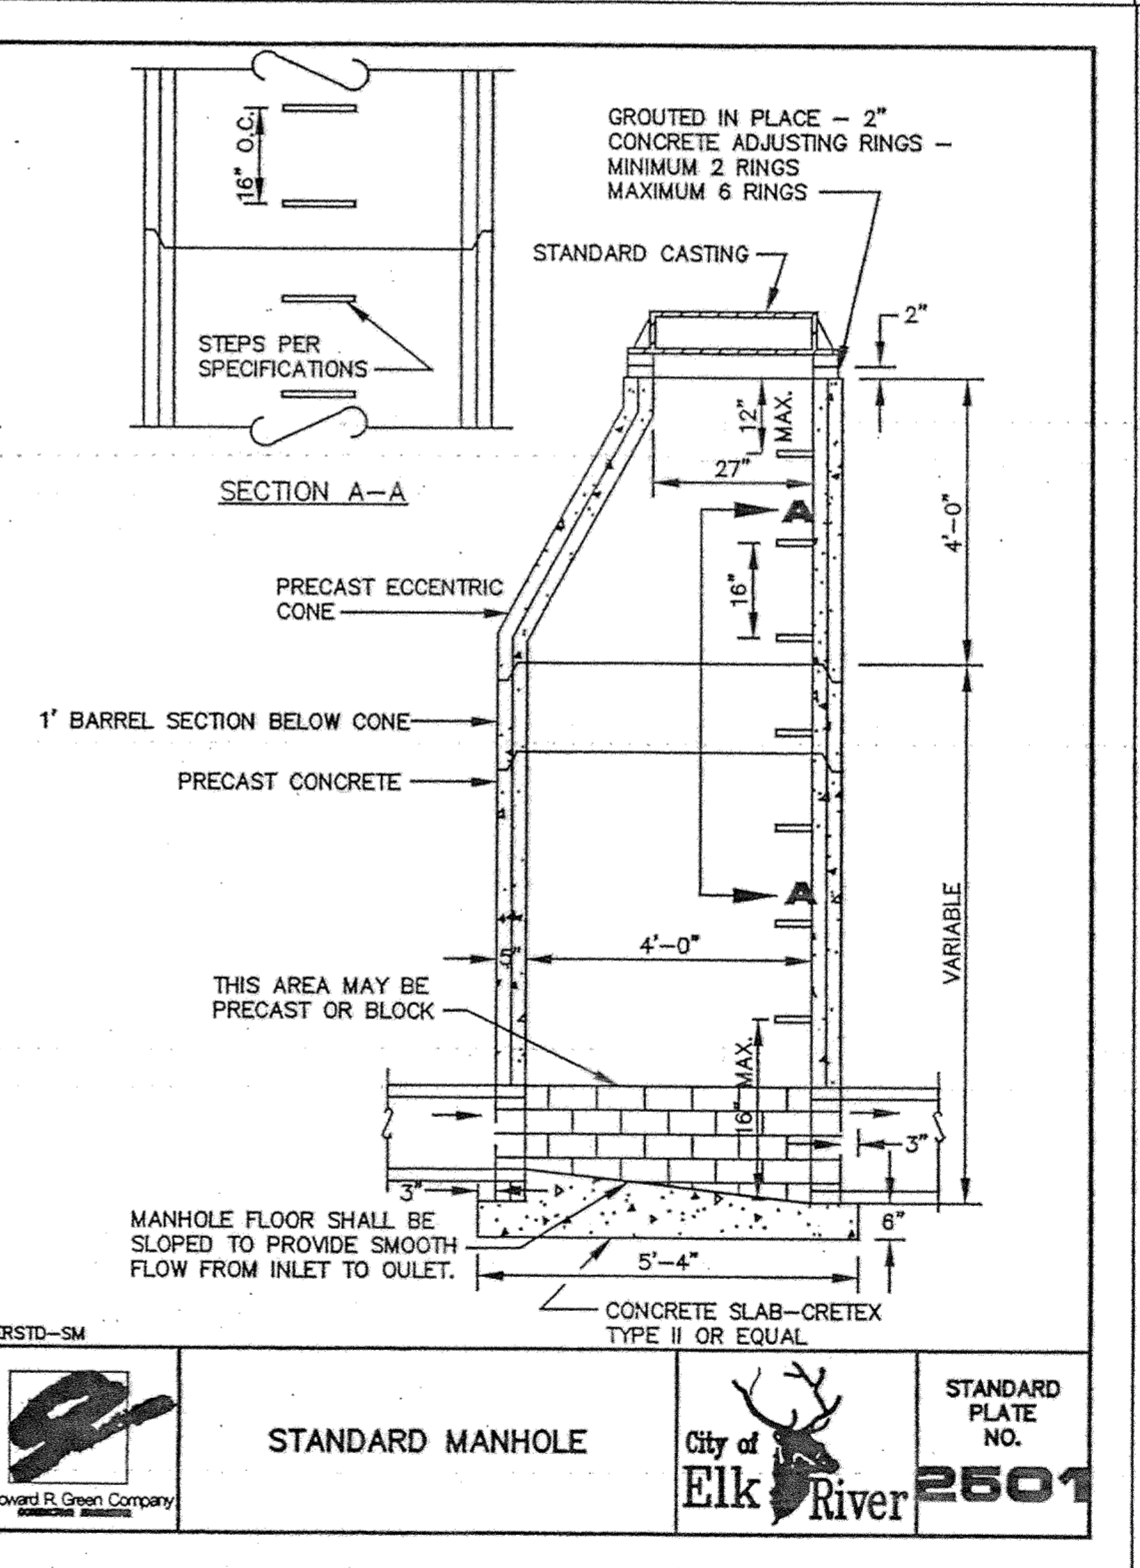 16" O.C.
STEPS PER
SPECIFICATIONS
SECTION A-A
GROUTED IN PLACE - 2"
CONCRETE ADJUSTING RINGS -
MINIMUM 2 RINGS
MAXIMUM 6 RINGS
STANDARD CASTING
2"
12"
MAX.
27"
A
4'-0"
16"
PRECAST ECCENTRIC
CONE
1' BARREL SECTION BELOW CONE
PRECAST CONCRETE
A
VARIABLE
5"
4'-0"
THIS AREA MAY BE
PRECAST OR BLOCK
16" MAX.
3"
3"
6"
MANHOLE FLOOR SHALL BE
SLOPED TO PROVIDE SMOOTH
FLOW FROM INLET TO OULET.
5'-4"
CONCRETE SLAB-CRETEX
TYPE II OR EQUAL
ERSTD-SM
oward R. Green Company
STANDARD MANHOLE
City of
Elk River
STANDARD
PLATE
NO.
2501